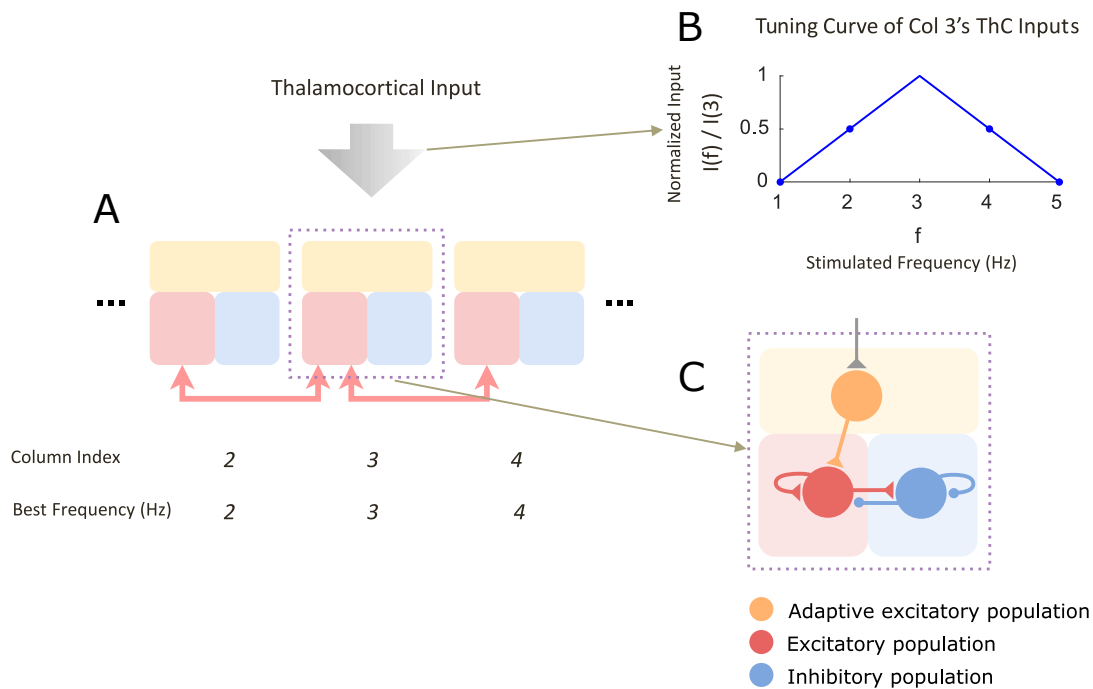 B
Tuning Curve of Col 3's ThC Inputs
Normalized Input
I(f) / I(3)
1
0.5
0
1 2 3 4 5
f
Stimulated Frequency (Hz)
Thalamocortical Input
A
...
...
Column Index 2 3 4
Best Frequency (Hz) 2 3 4
C
Adaptive excitatory population
Excitatory population
Inhibitory population